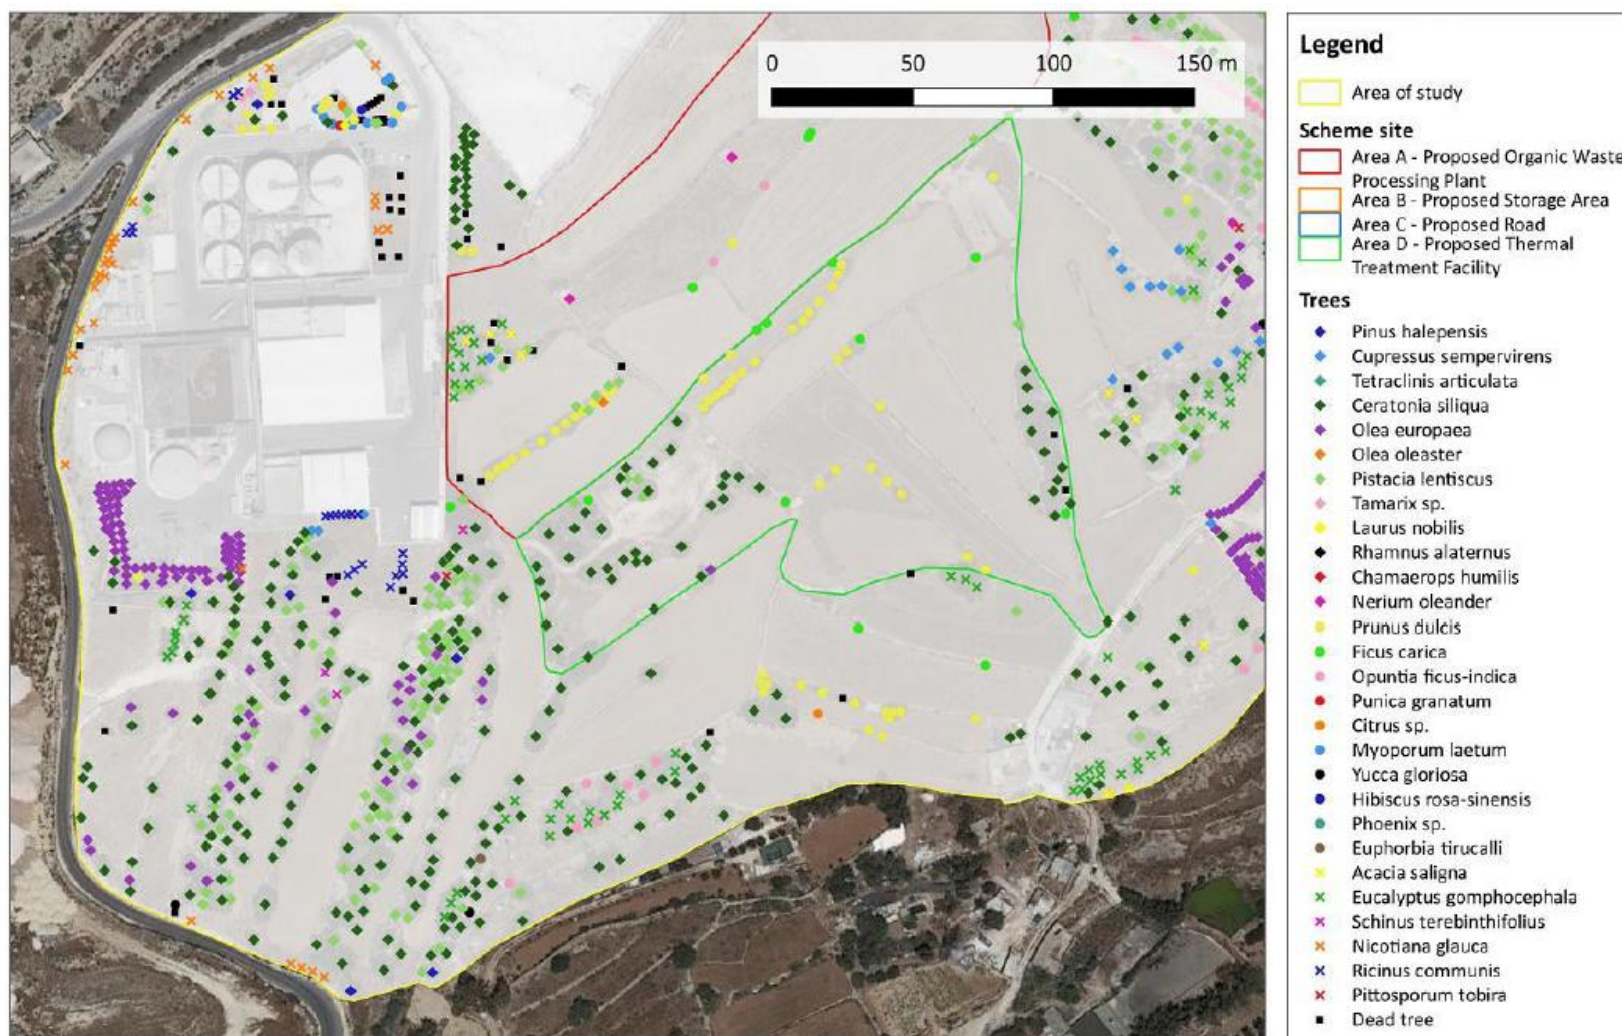 0 50 100 150 m
Legend
Area of study
Scheme site
Area A - Proposed Organic Waste
Processing Plant
Area B - Proposed Storage Area
Area C - Proposed Road
Area D - Proposed Thermal
Treatment Facility
Trees
Pinus halepensis
Cupressus sempervirens
Tetraclinis articulata
Ceratonia siliqua
Olea europaea
Olea oleaster
Pistacia lentiscus
Tamarix sp.
Laurus nobilis
Rhamnus alaternus
Chamaerops humilis
Nerium oleander
Prunus dulcis
Ficus carica
Opuntia ficus-indica
Punica granatum
Citrus sp.
Myoporum laetum
Yucca gloriosa
Hibiscus rosa-sinensis
Phoenix sp.
Euphorbia tirucalli
Acacia saligna
Eucalyptus gomphocephala
Schinus terebinthifolius
Nicotiana glauca
Ricinus communis
Pittosporum tobira
Dead tree